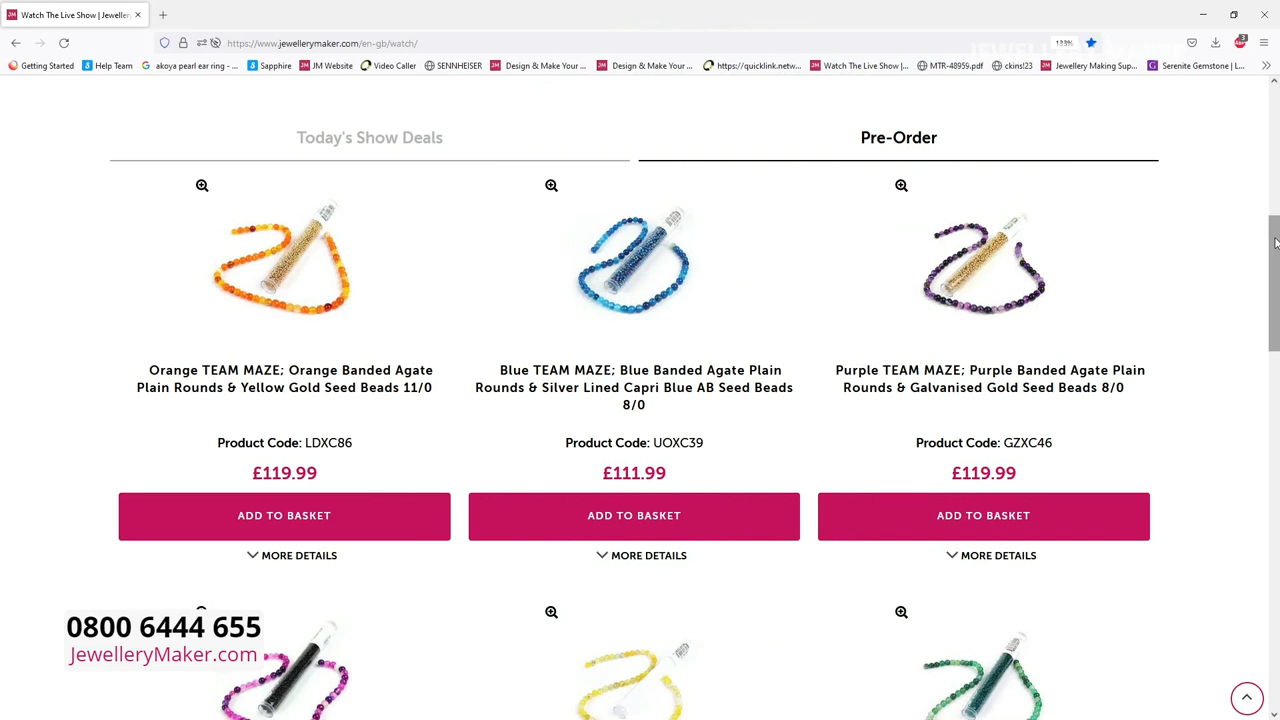 Watch The Live Show | Jeweller
https://www.jewellerymaker.com/es_gb/watch/
133%
3
Getting Started
Help Team
akoya pearl ear ring - ...
Sapphire
JM Website
Video Caller
SENNHEISER
Design & Make Your ...
Design & Make Your ...
https://quicklink.netw...
Watch The Live Show |...
MTR-48959.pdf
ckins!23
Jewellery Making Sup...
Serenite Gemstone | L...
Today's Show Deals
Pre-Order
Orange TEAM MAZE; Orange Banded Agate
Plain Rounds & Yellow Gold Seed Beads 11/0
Product Code: LDXC86
£119.99
ADD TO BASKET
MORE DETAILS
Blue TEAM MAZE; Blue Banded Agate Plain
Rounds & Silver Lined Capri Blue AB Seed Beads
8/0
Product Code: UOXC39
£111.99
ADD TO BASKET
MORE DETAILS
Purple TEAM MAZE; Purple Banded Agate Plain
Rounds & Galvanised Gold Seed Beads 8/0
Product Code: GZXC46
£119.99
ADD TO BASKET
MORE DETAILS
0800 6444 655
JewelleryMaker.com